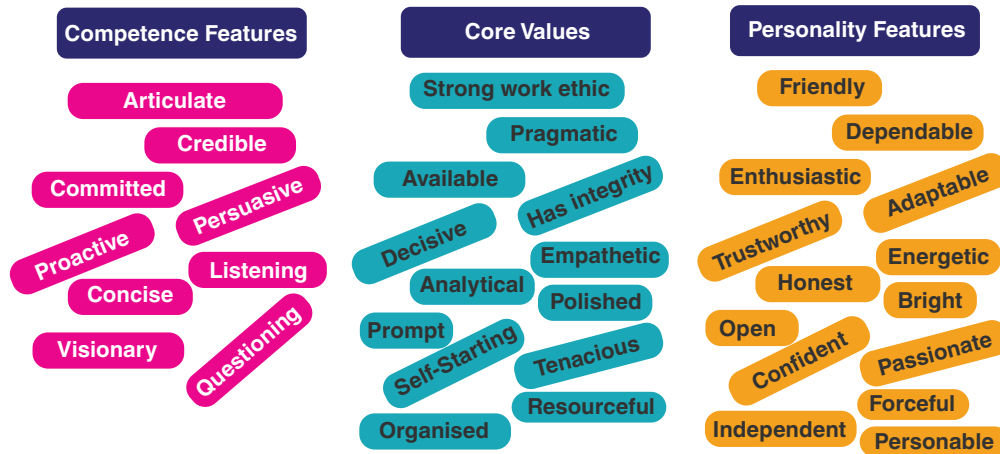 Competence Features
Articulate
Credible
Committed
Persuasive
Proactive
Listening
Concise
Visionary
Questioning
Core Values
Strong work ethic
Pragmatic
Available
Has integrity
Decisive
Empathetic
Analytical
Polished
Prompt
Self-Starting
Tenacious
Resourceful
Organised
Personality Features
Friendly
Dependable
Enthusiastic
Adaptable
Trustworthy
Energetic
Honest
Bright
Open
Confident
Passionate
Forceful
Independent
Personable